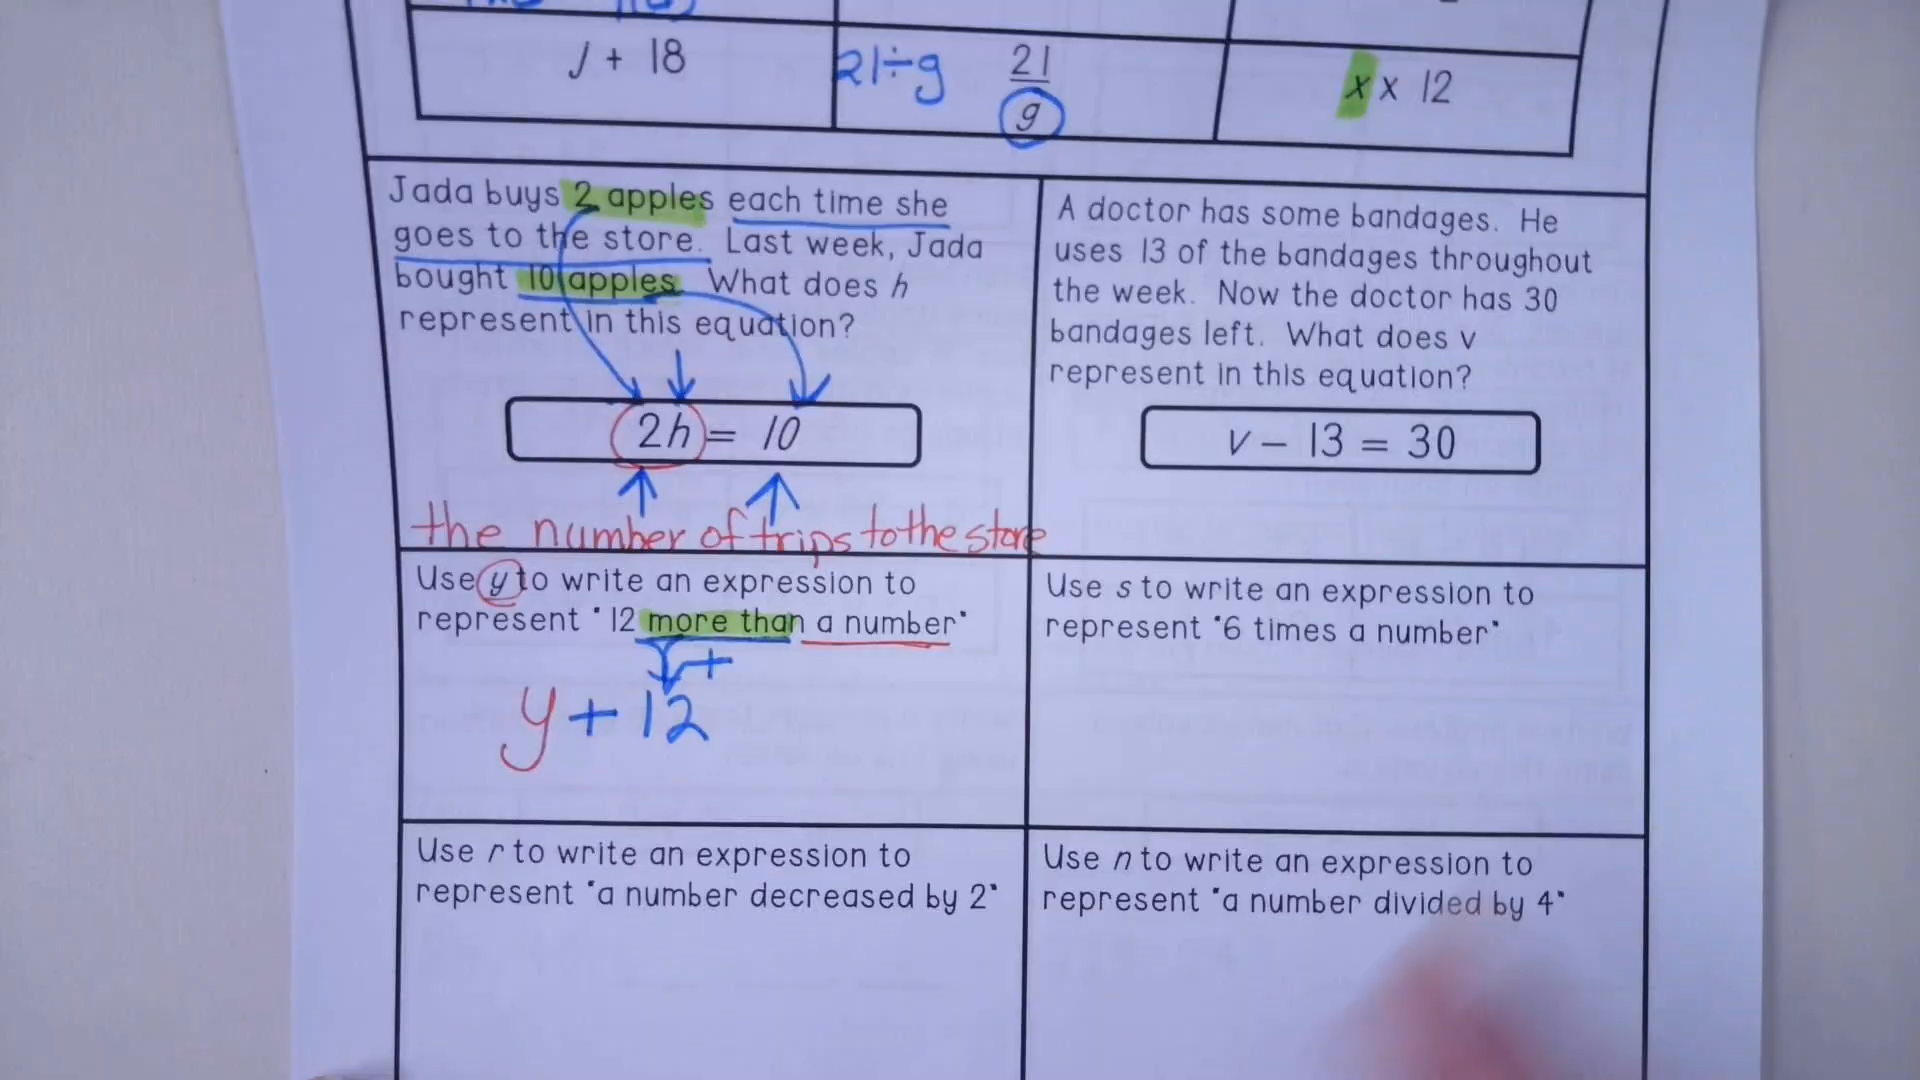 J + 18
21÷g
21
g
x x 12
Jada buys 2 apples each time she
goes to the store. Last week, Jada
bought 10 apples. What does h
represent in this equation?
2h = 10
the number of trips to the store
A doctor has some bandages. He
uses 13 of the bandages throughout
the week. Now the doctor has 30
bandages left. What does v
represent in this equation?
v – 13 = 30
Use y to write an expression to
represent "12 more than a number"
+
y + 12
Use s to write an expression to
represent "6 times a number"
Use r to write an expression to
represent "a number decreased by 2"
Use n to write an expression to
represent "a number divided by 4"